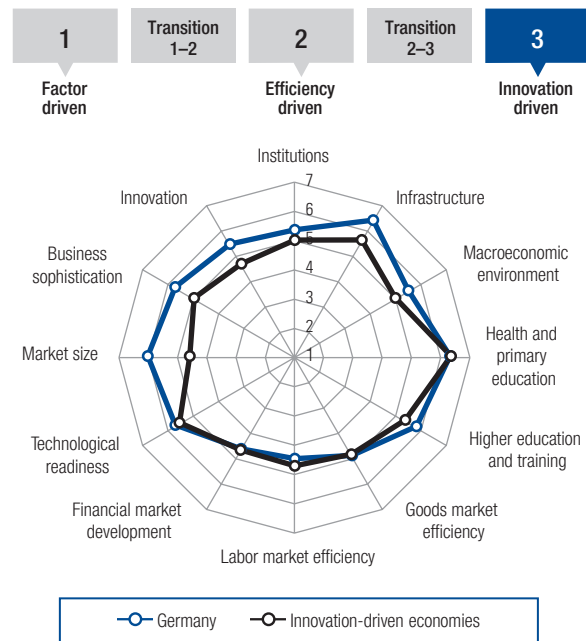 1
Transition
1–2
2
Transition
2–3
3
Factor
driven
Efficiency
driven
Innovation
driven
Institutions
7
Infrastructure
6
Innovation
5
Macroeconomic
environment
Business
sophistication
4
3
2
Health and
primary
education
Market size
1
Higher education
and training
Technological
readiness
Goods market
efficiency
Financial market
development
Labor market efficiency
Germany
Innovation-driven economies